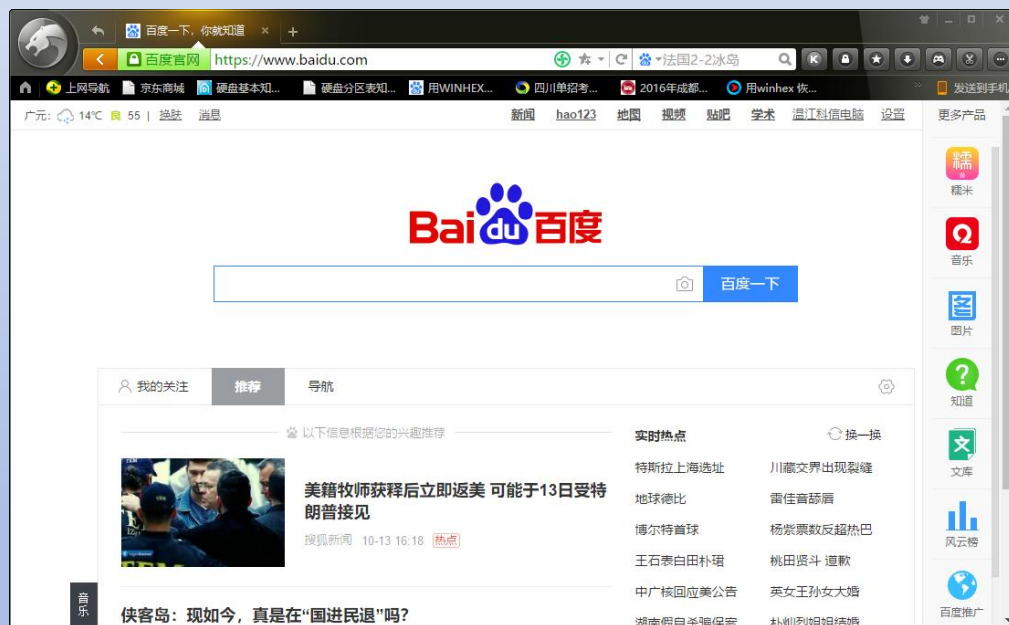 百度一下，你就知道
百度官网 https://www.baidu.com 法国2-2冰岛
上网导航 京东商城 硬盘基本知... 硬盘分区表知... 用WINHEX... 四川单招考... 2016年成都... 用winhex 恢... 发送到手机
广元: 14℃ 良 55 | 换肤 消息 新闻 hao123 地图 视频 贴吧 学术 温江科信电脑 设置 更多产品
糯 糯米
Bai du 百度
音乐
百度一下
图片
我的关注 推荐 导航
知道
以下信息根据您的兴趣推荐
实时热点 换一换
文库
特斯拉上海选址 川藏交界出现裂缝
美籍牧师获释后立即返美 可能于13日受特
朗普接见
地球德比 雷佳音舔唇
搜狐新闻 10-13 16:18 热点
博尔特首球 杨紫票数反超热巴
风云榜
王石表白田朴珺 桃田贤斗 道歉
中广核回应美公告 英女王孙女大婚
百度推广
音乐
侠客岛：现如今，真是在“国进民退”吗？